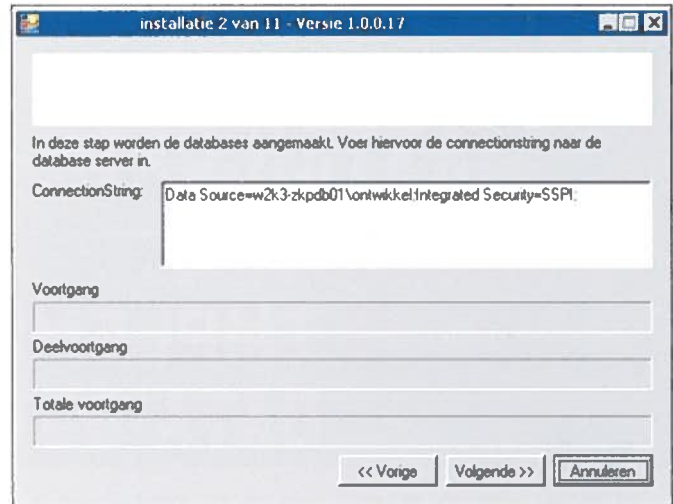 installatie 2 van 11 - Versie 1.0.0.17
In deze stap worden de databases aangemaakt. Voer hiervoor de connectionstring naar de
database server in.
ConnectionString:
Data Source=w2k3-zkpdb01\ontwikkel;Integrated Security=SSPI;
Voortgang
Deelvoortgang
Totale voortgang
<< Vorige
Volgende >>
Annuleren